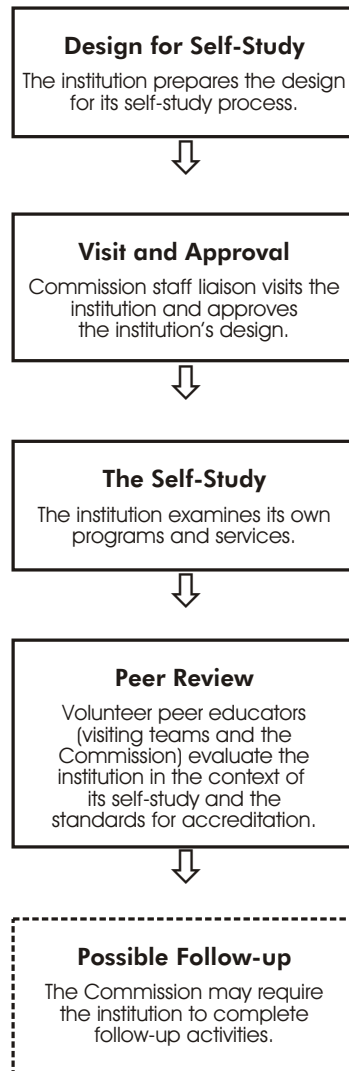 Design for Self-Study
The institution prepares the design
for its self-study process.
Visit and Approval
Commission staff liaison visits the
institution and approves
the institution's design.
The Self-Study
The institution examines its own
programs and services.
Peer Review
Volunteer peer educators
(visiting teams and the
Commission) evaluate the
institution in the context of
its self-study and the
standards for accreditation.
Possible Follow-up
The Commission may require
the institution to complete
follow-up activities.